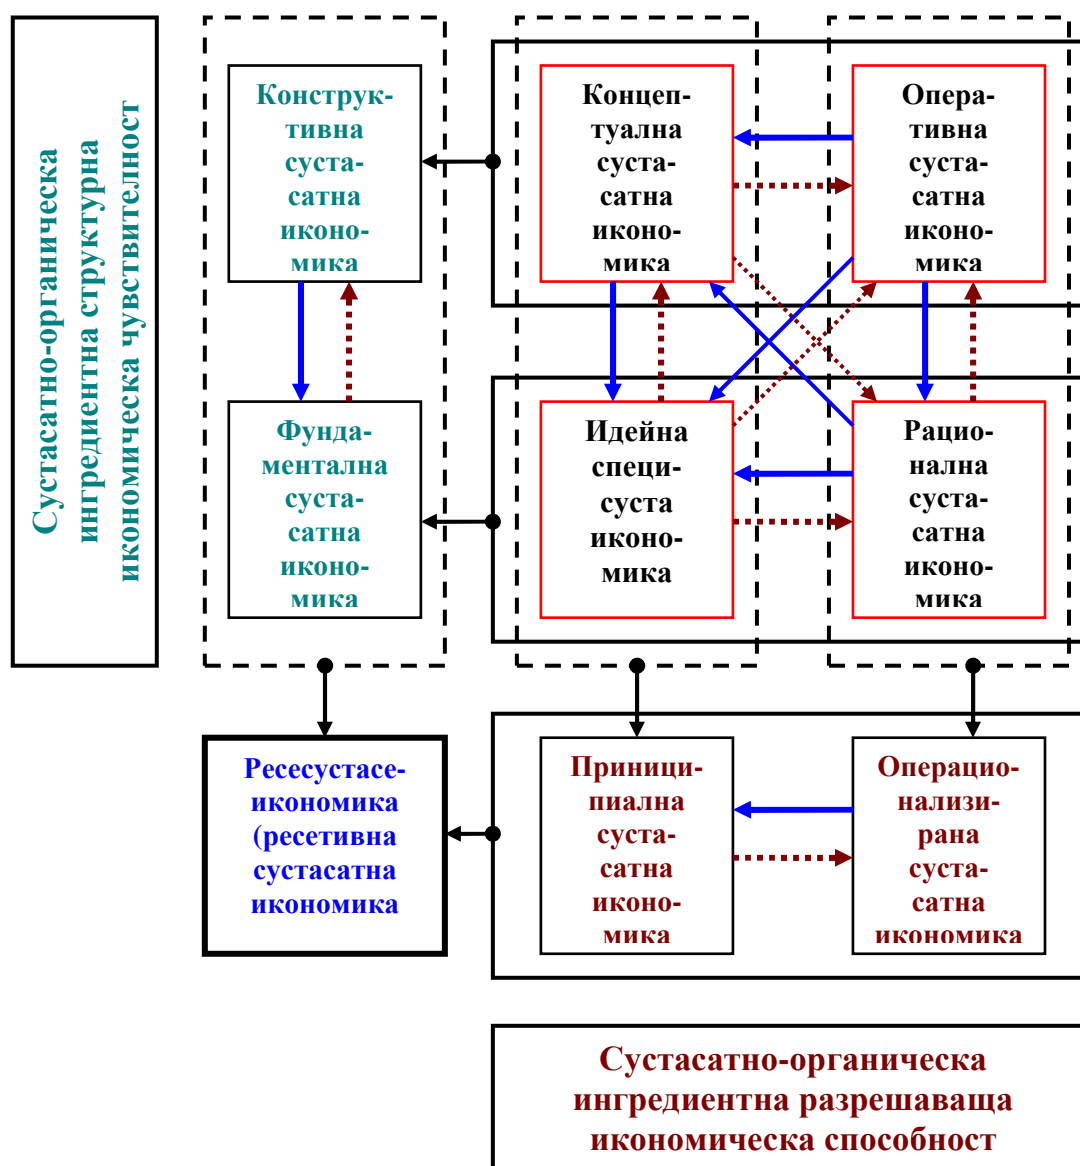 Сустасатно-органическа
ингредиентна структурна
икономическа чувствителност
Конструк-
тивна
суста-
сатна
иконо-
мика
Концеп-
туална
суста-
сатна
иконо-
мика
Опера-
тивна
суста-
сатна
иконо-
мика
Фунда-
ментална
суста-
сатна
иконо-
мика
Идейна
специ-
суста
иконо-
мика
Рацио-
нална
суста-
сатна
иконо-
мика
Ресесустасе-
икономика
(ресетивна
сустасатна
икономика
Приници-
пиална
суста-
сатна
иконо-
мика
Операцио-
нализи-
рана
суста-
сатна
икономика
Сустасатно-органическа
ингредиентна разрешаваща
икономическа способност